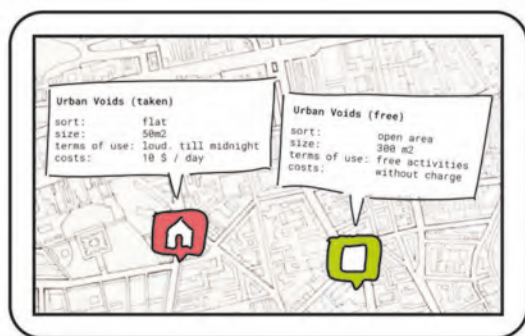 Urban Voids (taken)
sort: flat
size: 50m2
terms of use: loud. till midnight
costs: 10 $ / day
Urban Voids (free)
sort: open area
size: 300 m2
terms of use: free activities
costs: without charge